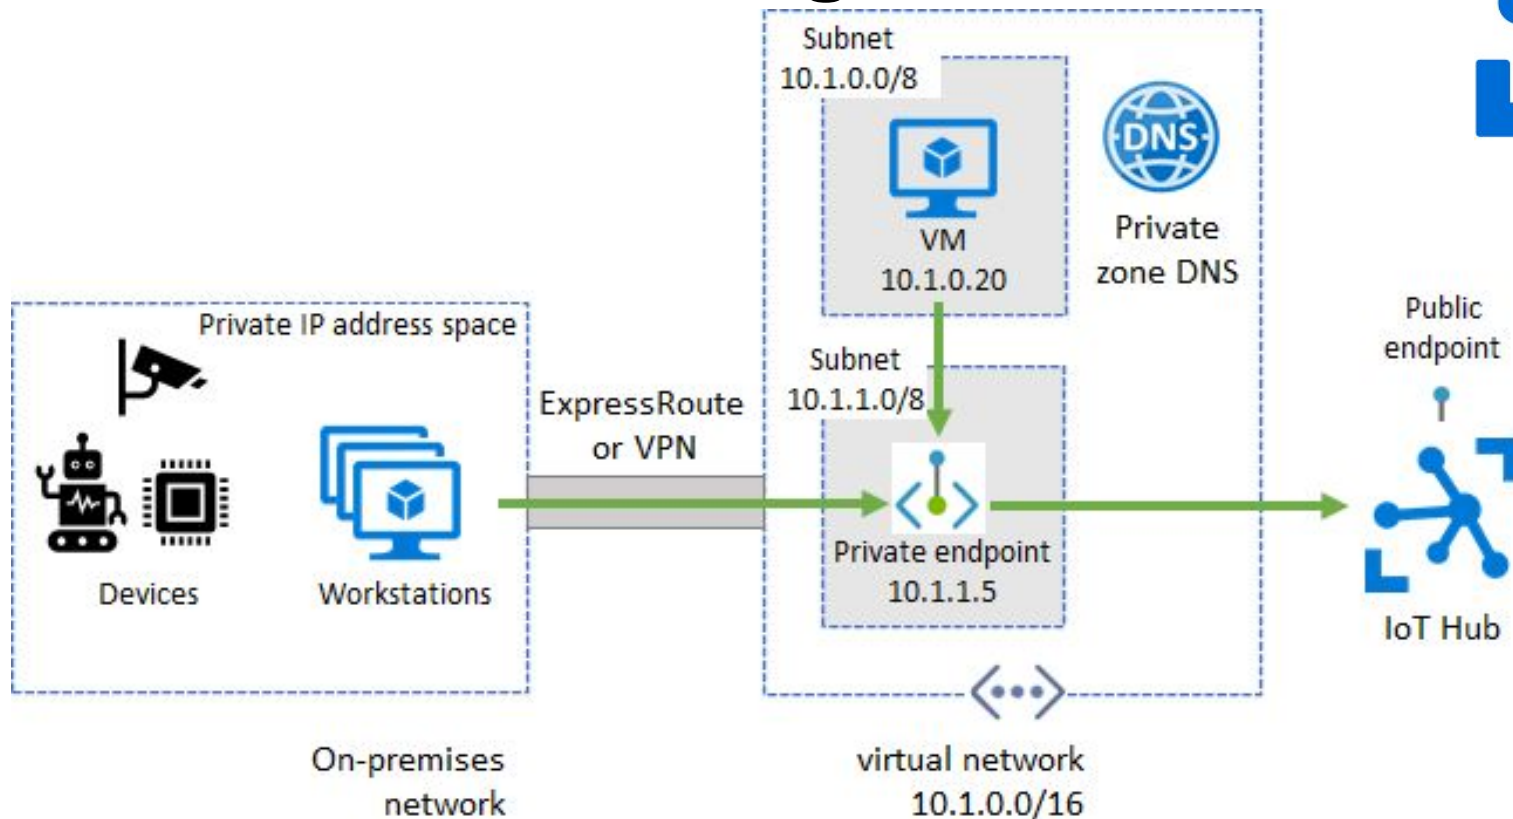 Subnet
10.1.0.0/8
DNS
VM
10.1.0.20
Private
zone DNS
Private IP address space
Devices
Workstations
ExpressRoute
or VPN
Subnet
10.1.1.0/8
Private endpoint
10.1.1.5
Public
endpoint
IoT Hub
On-premises
network
virtual network
10.1.0.0/16